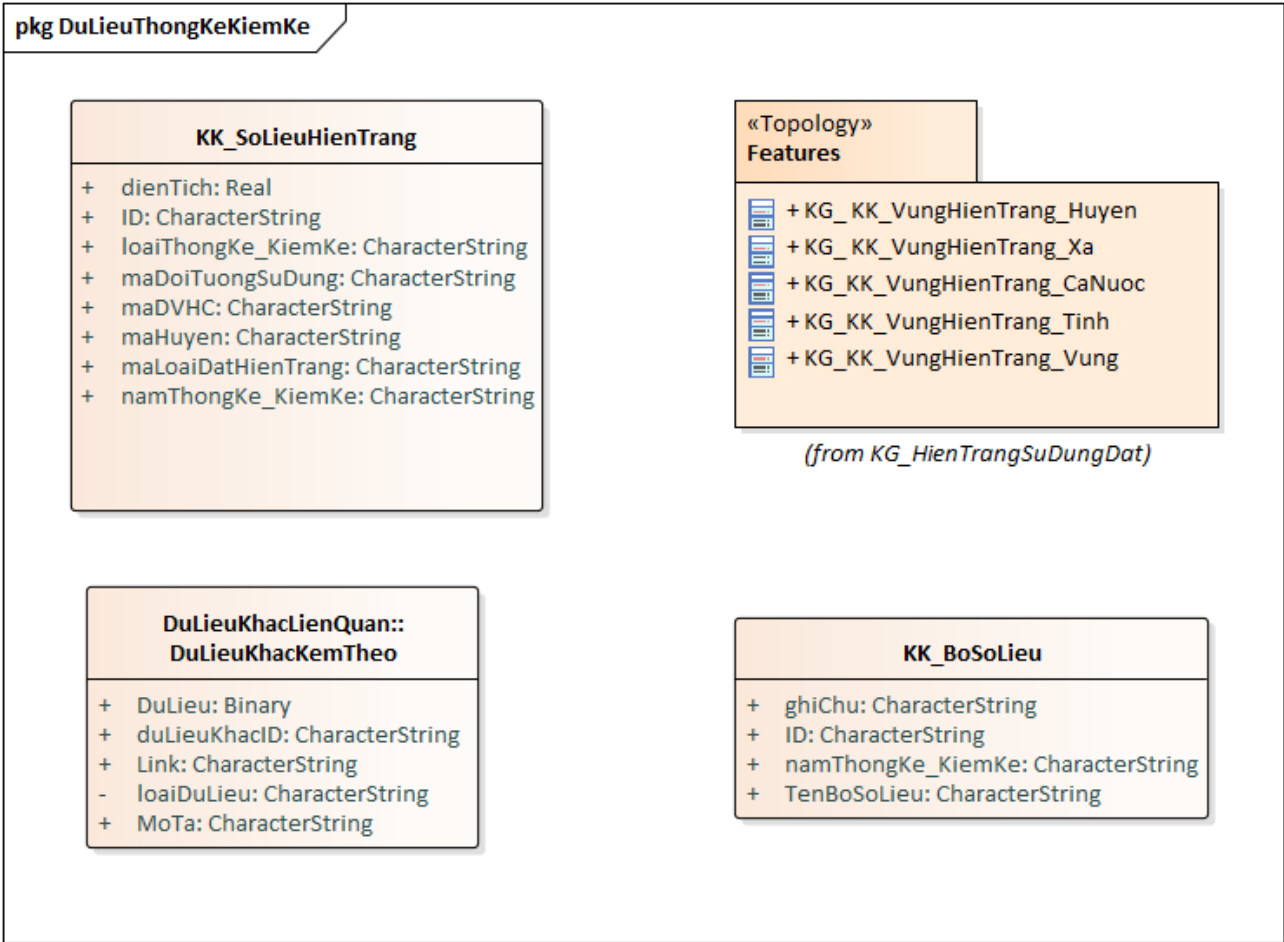 pkg DuLieuThongKeKiemKe
KK_SoLieuHienTrang
+ dienTich: Real
+ ID: CharacterString
+ loaiThongKe_KiemKe: CharacterString
+ maDoiTuongSuDung: CharacterString
+ maDVHC: CharacterString
+ maHuyen: CharacterString
+ maLoaiDatHienTrang: CharacterString
+ namThongKe_KiemKe: CharacterString
«Topology»
Features
+ KG_ KK_VungHienTrang_Huyen
+ KG_ KK_VungHienTrang_Xa
+ KG_KK_VungHienTrang_CaNuoc
+ KG_KK_VungHienTrang_Tinh
+ KG_KK_VungHienTrang_Vung
(from KG_HienTrangSuDungDat)
DuLieuKhacLienQuan::
DuLieuKhacKemTheo
+ DuLieu: Binary
+ duLieuKhacID: CharacterString
+ Link: CharacterString
- loaiDuLieu: CharacterString
+ MoTa: CharacterString
KK_BoSoLieu
+ ghiChu: CharacterString
+ ID: CharacterString
+ namThongKe_KiemKe: CharacterString
+ TenBoSoLieu: CharacterString